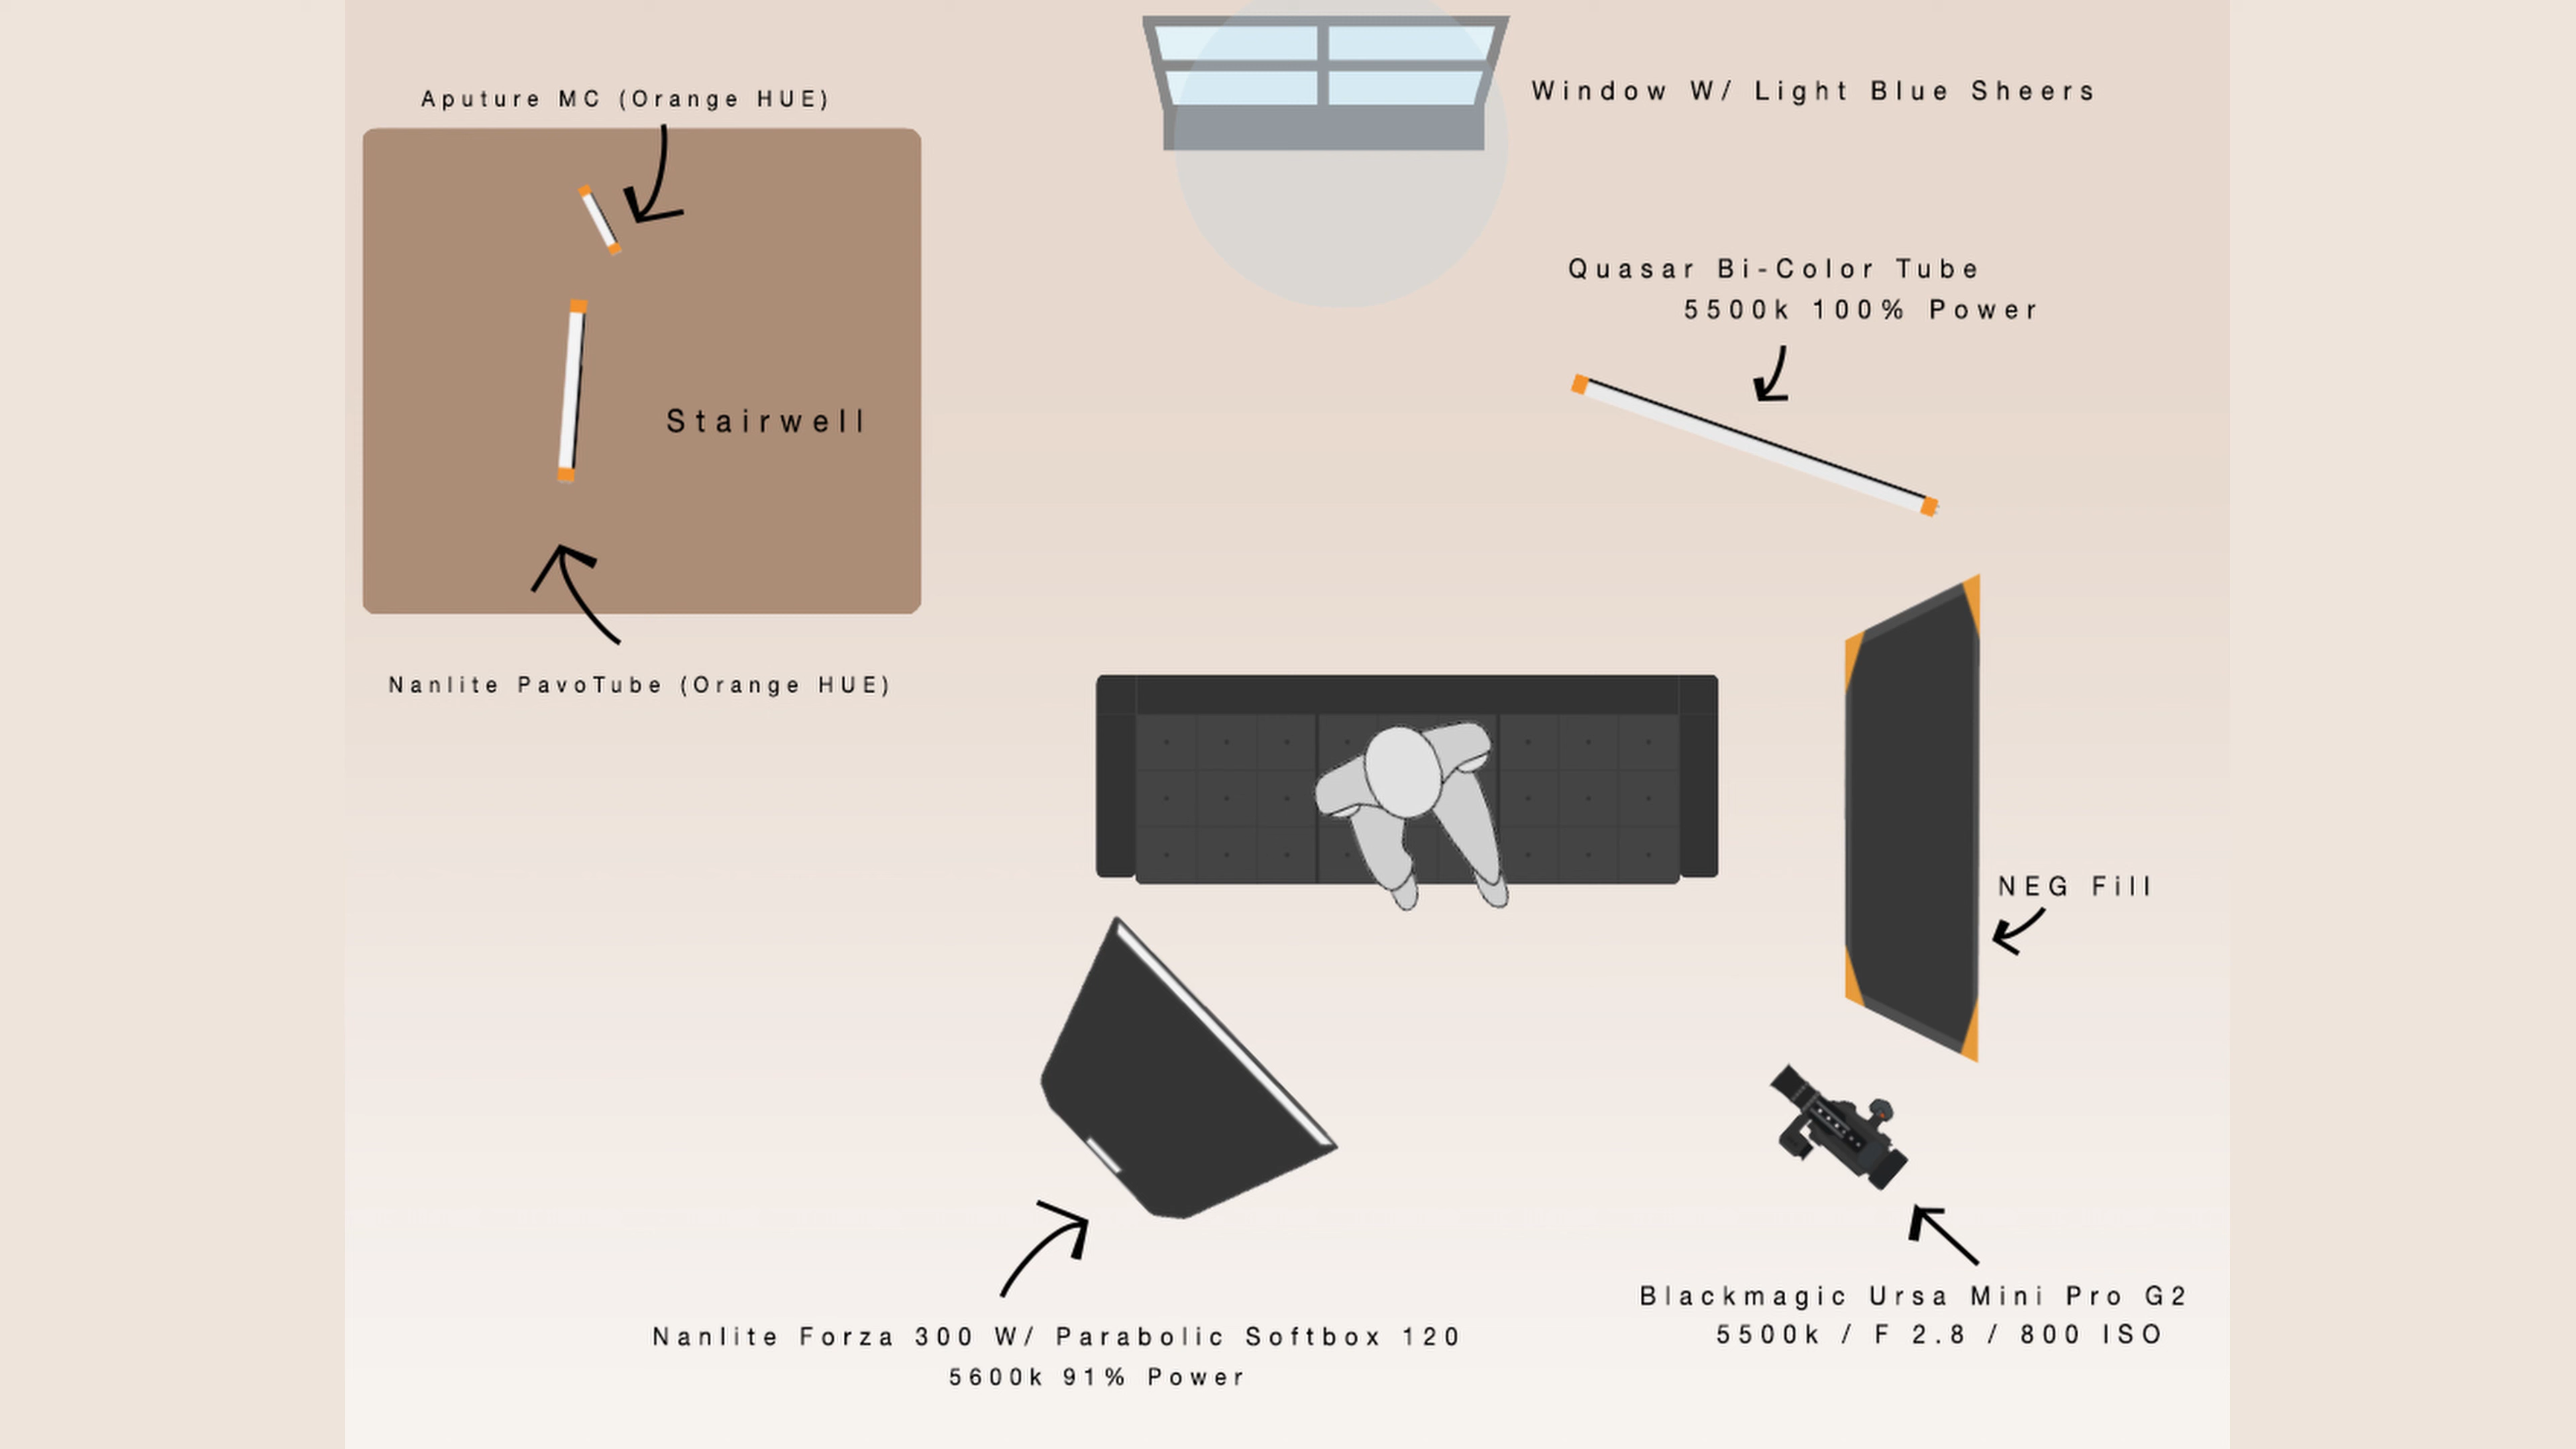 Aputure MC (Orange HUE)
Window W/ Light Blue Sheers
Quasar Bi-Color Tube
5500k 100% Power
Stairwell
Nanlite PavoTube (Orange HUE)
NEG Fill
Blackmagic Ursa Mini Pro G2
5500k / F 2.8 / 800 ISO
Nanlite Forza 300 W/ Parabolic Softbox 120
5600k 91% Power